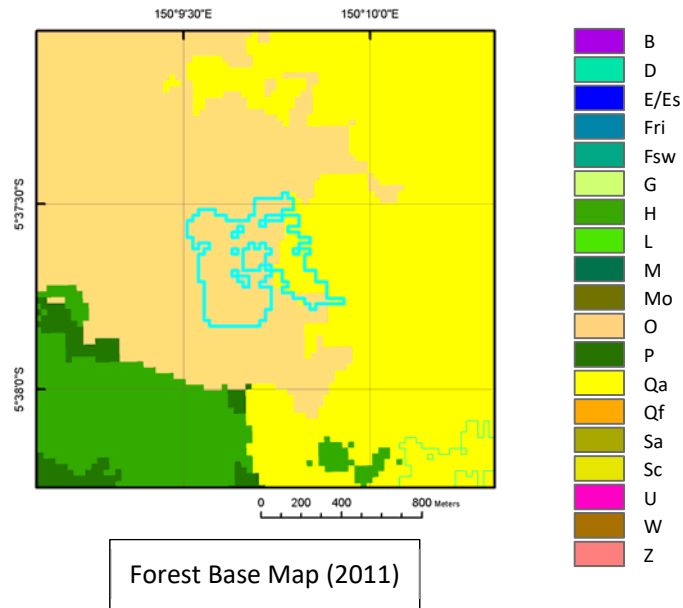 150°9'30"E 150°10'0"E
5°37'30"S
5°38'0"S
0 200 400 800 Meters
Forest Base Map (2011)
B
D
E/Es
Fri
Fsw
G
H
L
M
Mo
O
P
Qa
Qf
Sa
Sc
U
W
Z